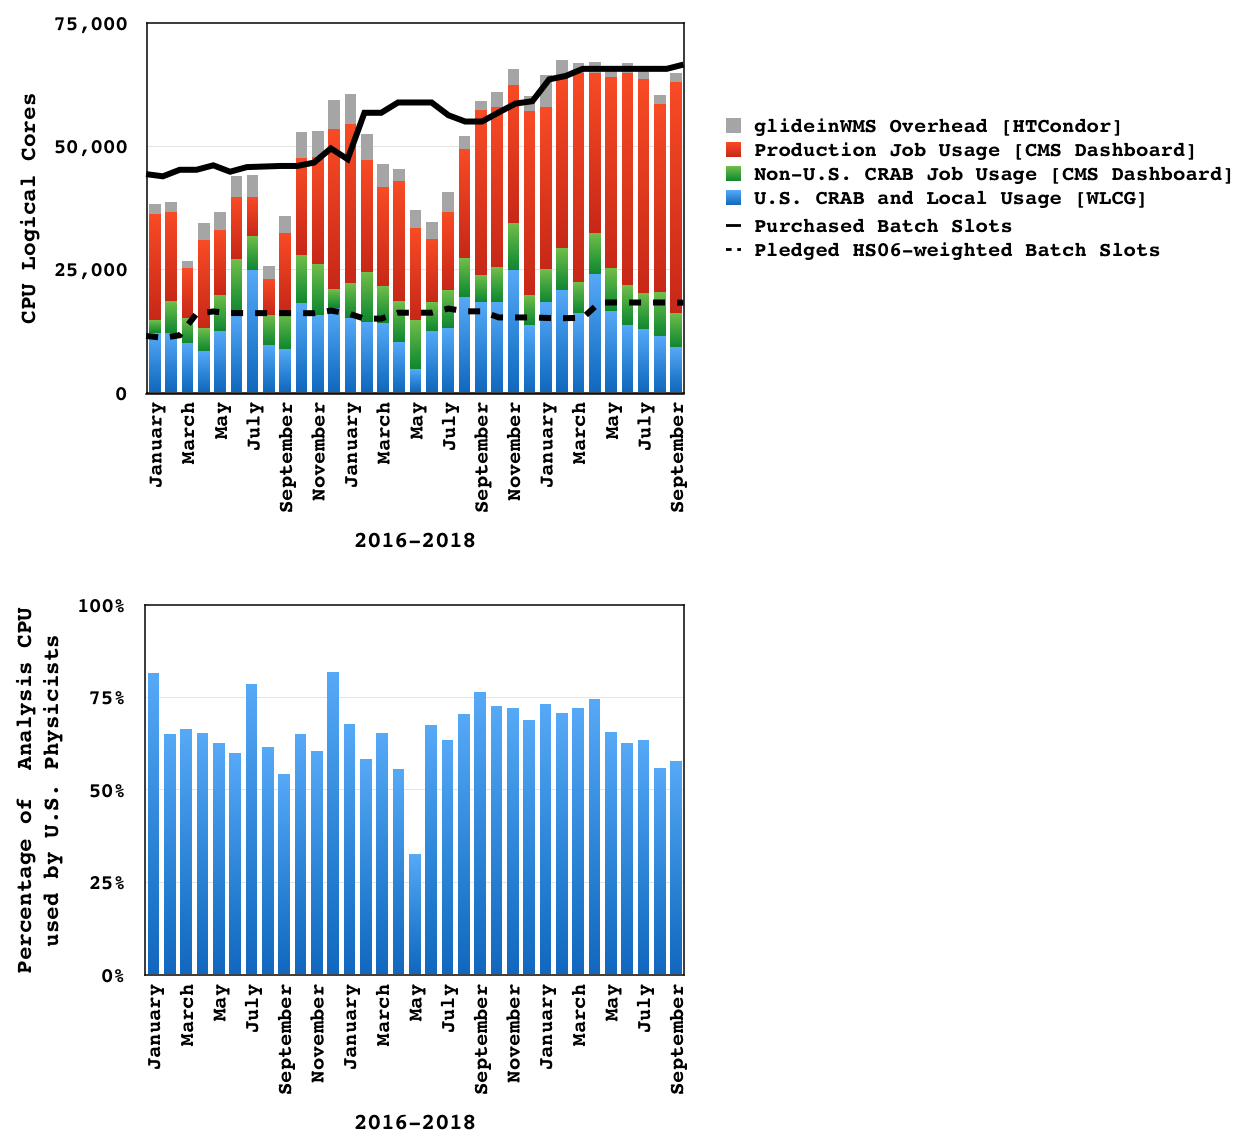 75,000
50,000
25,000
0
CPU Logical Cores
January
March
May
July
September
November
January
March
May
July
September
November
January
March
May
July
September
2016-2018
glideinWMS Overhead [HTCondor]
Production Job Usage [CMS Dashboard]
Non-U.S. CRAB Job Usage [CMS Dashboard]
U.S. CRAB and Local Usage [WLCG]
Purchased Batch Slots
Pledged HS06-weighted Batch Slots
100%
75%
50%
25%
0%
Percentage of Analysis CPU
used by U.S. Physicists
January
March
May
July
September
November
January
March
May
July
September
November
January
March
May
July
September
2016-2018